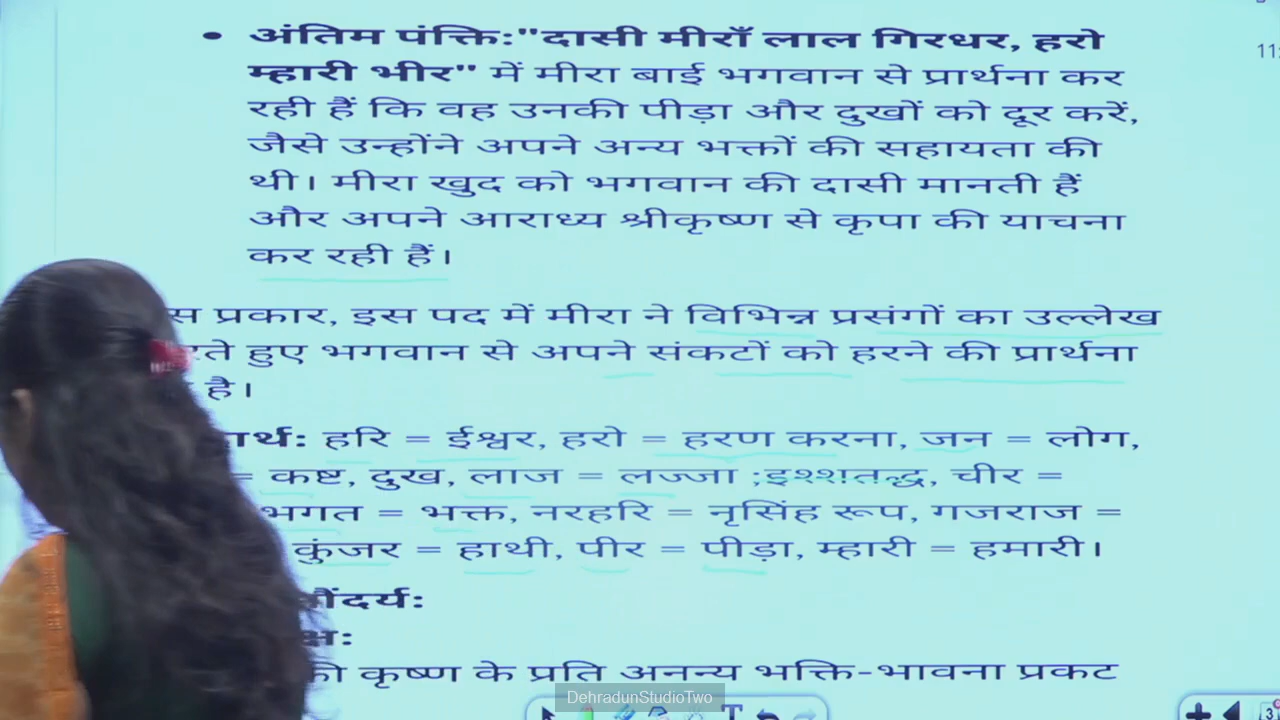 • अंतिम पंक्ति:"दासी मीराँ लाल गिरधर, हरो
म्हारी भीर" में मीरा बाई भगवान से प्रार्थना कर
रही हैं कि वह उनकी पीड़ा और दुखों को दूर करें,
जैसे उन्होंने अपने अन्य भक्तों की सहायता की
थी। मीरा खुद को भगवान की दासी मानती हैं
और अपने आराध्य श्रीकृष्ण से कृपा की याचना
कर रही हैं।
प्रकार, इस पद में मीरा ने विभिन्न प्रसंगों का उल्लेख
हुए भगवान से अपने संकटों को हरने की प्रार्थना
है।
हरि = ईश्वर, हरो = हरण करना, जन = लोग,
= कष्ट, दुख, लाज = लज्जा ;इश्शतद्ध, चीर =
भगत = भक्त, नरहरि = नृसिंह रूप, गजराज =
कुंजर = हाथी, पीर = पीड़ा, म्हारी = हमारी।
कृष्ण के प्रति अनन्य भक्ति-भावना प्रकट
DehradunStudioTwo